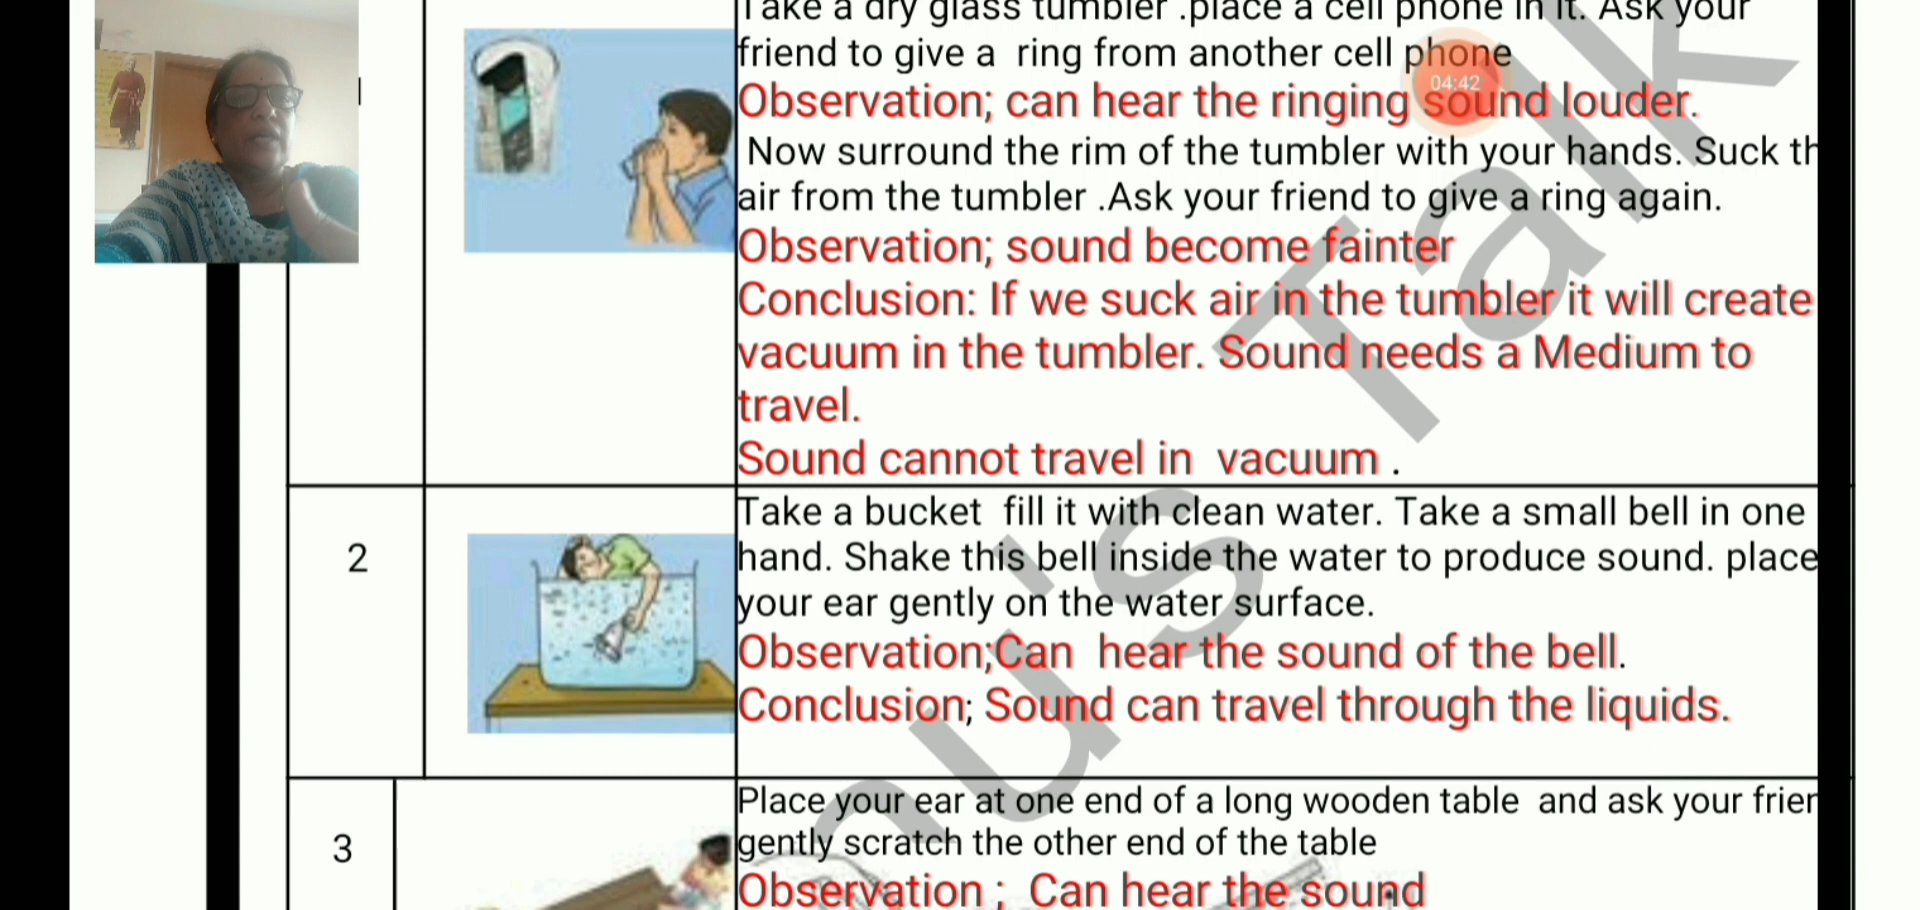 Take a dry glass tumbler .place a cell phone in it. Ask your
friend to give a ring from another cell phone
04:42
Observation; can hear the ringing sound louder.
Now surround the rim of the tumbler with your hands. Suck th
air from the tumbler .Ask your friend to give a ring again.
Observation; sound become fainter
Conclusion: If we suck air in the tumbler it will create
vacuum in the tumbler. Sound needs a Medium to
travel.
Sound cannot travel in vacuum .
2
Take a bucket fill it with clean water. Take a small bell in one
hand. Shake this bell inside the water to produce sound. place
your ear gently on the water surface.
Observation;Can hear the sound of the bell.
Conclusion; Sound can travel through the liquids.
3
Place your ear at one end of a long wooden table and ask your frien
gently scratch the other end of the table
Observation ; Can hear the sound
nu's Talk